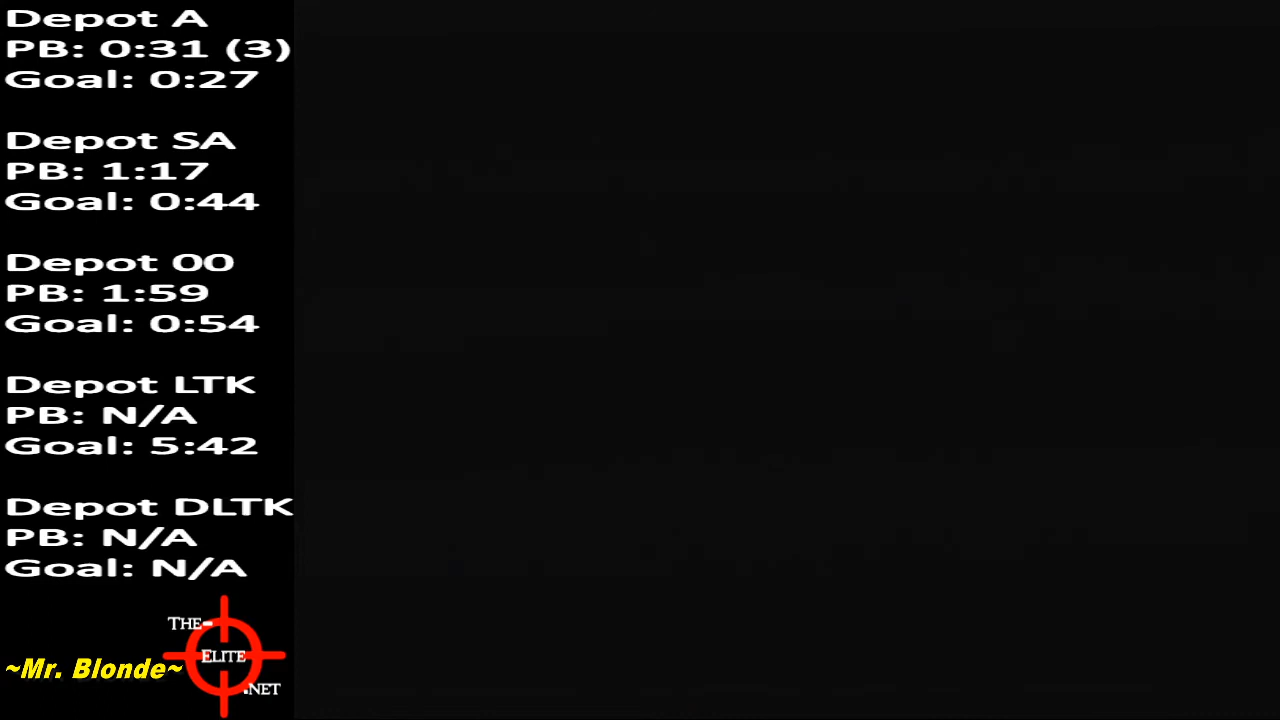 Depot A
PB: 0:31 (3)
Goal: 0:27
Depot SA
PB: 1:17
Goal: 0:44
Depot 00
PB: 1:59
Goal: 0:54
Depot LTK
PB: N/A
Goal: 5:42
Depot DLTK
PB: N/A
Goal: N/A
THE-
ELITE
~Mr. Blonde~
.NET